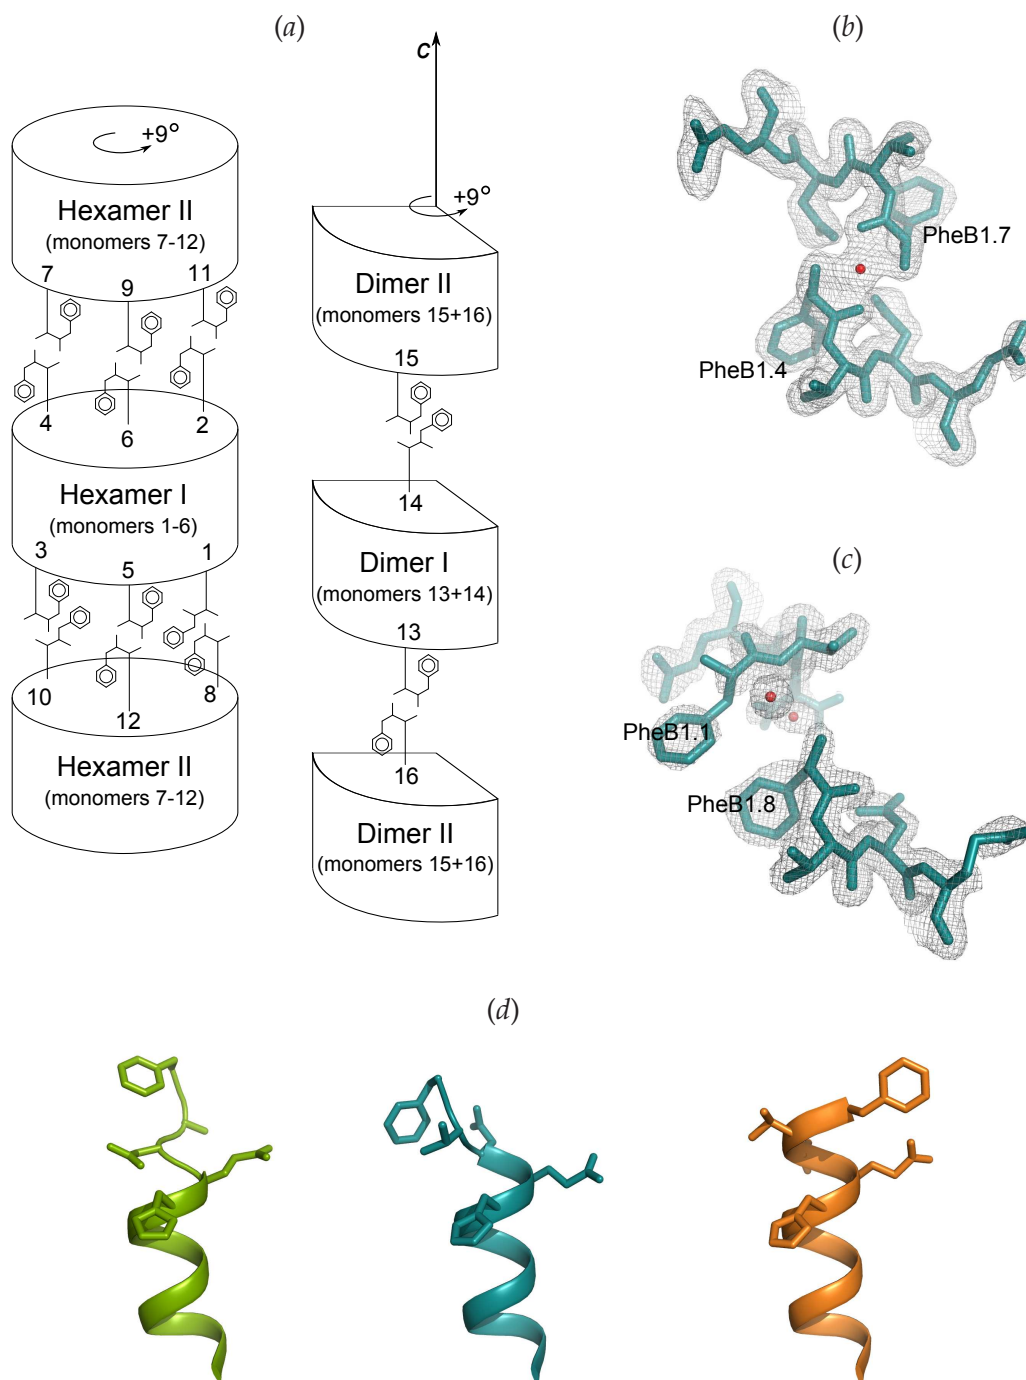 (a)
c
+9°
Hexamer II
(monomers 7-12)
7
9
11
4
6
2
Hexamer I
(monomers 1-6)
3
5
1
10
12
8
Hexamer II
(monomers 7-12)
+9°
Dimer II
(monomers 15+16)
15
14
Dimer I
(monomers 13+14)
13
16
Dimer II
(monomers 15+16)
(b)
PheB1.7
PheB1.4
(c)
PheB1.1
PheB1.8
(d)